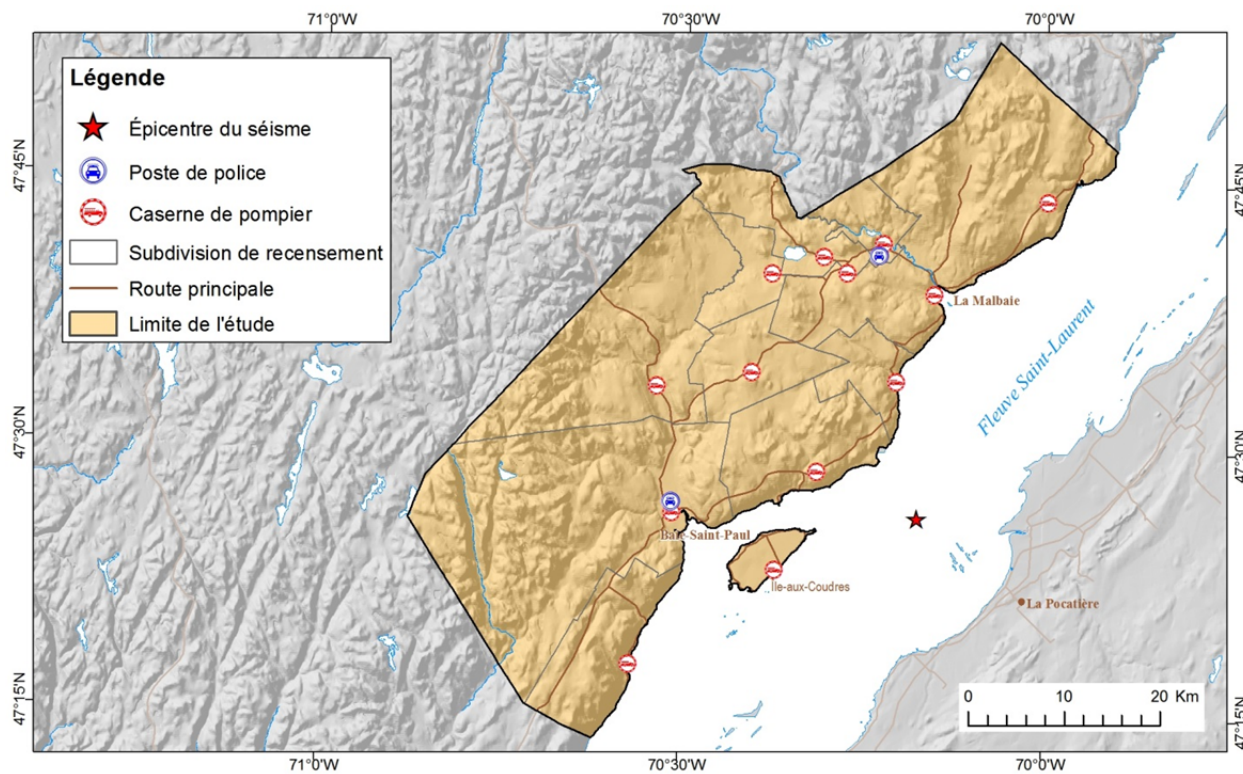 71°0'W
70°30'W
70°0'W
Légende
Épicentre du séisme
Poste de police
Caserne de pompier
Subdivision de recensement
Route principale
Limite de l'étude
47°45'N
47°45'N
La Malbaie
Fleuve Saint-Laurent
47°30'N
47°30'N
Baie-Saint-Paul
Île-aux-Coudres
La Pocatière
0 10 20 Km
47°15'N
47°15'N
71°0'W
70°30'W
70°0'W